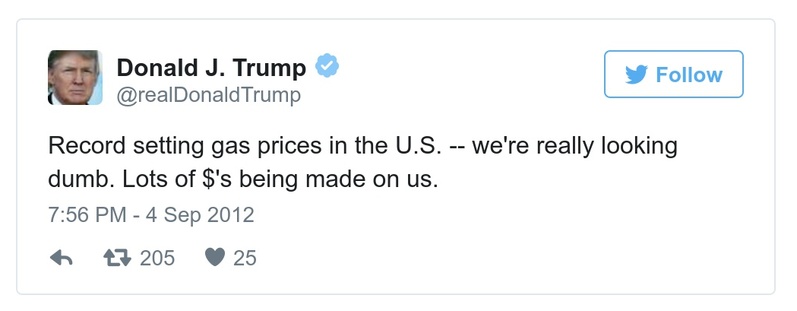 Donald J. Trump
@realDonaldTrump
Follow
Record setting gas prices in the U.S. -- we're really looking
dumb. Lots of $'s being made on us.
7:56 PM - 4 Sep 2012
205 25